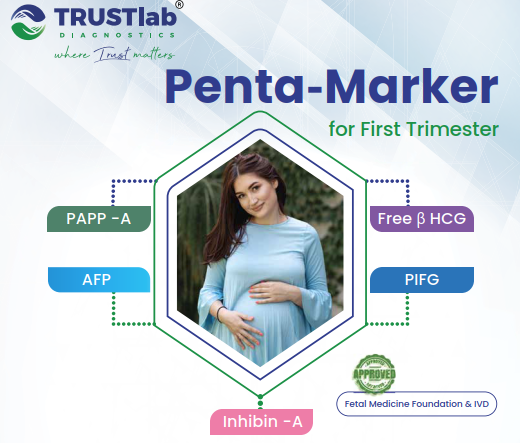 TRUSTlab®
DIAGNOSTICS
where Trust matters
Penta-Marker
for First Trimester
PAPP -A
Free β HCG
AFP
PIFG
APPROVED
Fetal Medicine Foundation & IVD
Inhibin -A